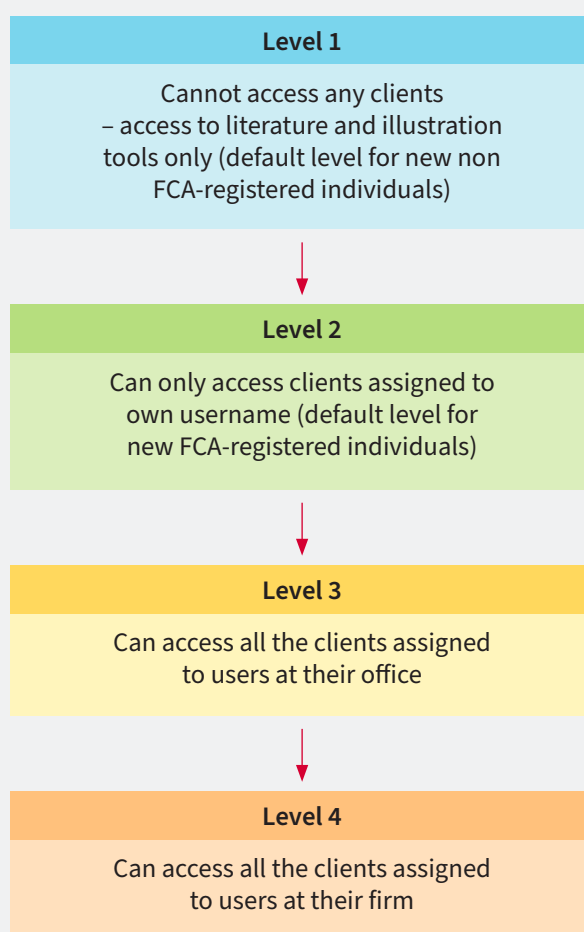 Level 1
Cannot access any clients
– access to literature and illustration
tools only (default level for new non
FCA-registered individuals)
Level 2
Can only access clients assigned to
own username (default level for
new FCA-registered individuals)
Level 3
Can access all the clients assigned
to users at their office
Level 4
Can access all the clients assigned
to users at their firm